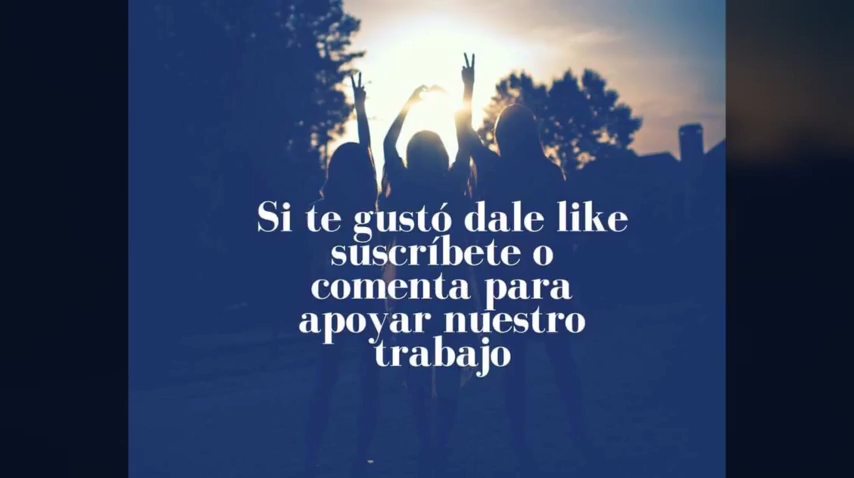 Si te gustó dale like
suscríbete o
comenta para
apoyar nuestro
trabajo